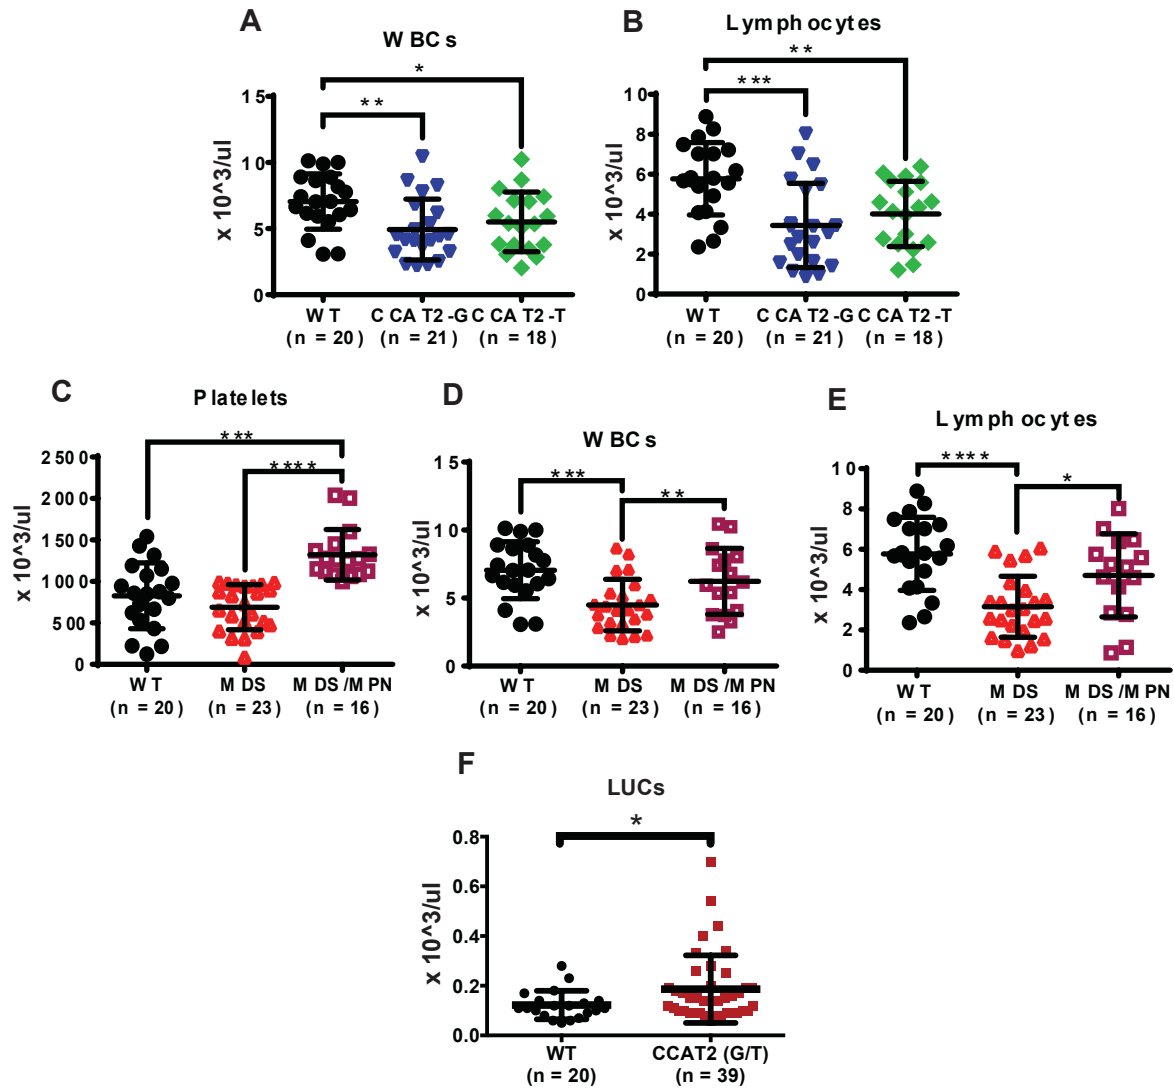 A
WBCs
x 10^3/ul
15
10
5
0
*
**
WT
(n = 20)
CCAT2-G
(n = 21)
CCAT2-T
(n = 18)
B
Lymphocytes
x 10^3/ul
10
8
6
4
2
0
**
***
WT
(n = 20)
CCAT2-G
(n = 21)
CCAT2-T
(n = 18)
C
Platelets
x 10^3/ul
2500
2000
1500
1000
500
0
***
****
WT
(n = 20)
MDS
(n = 23)
MDS/MPN
(n = 16)
D
WBCs
x 10^3/ul
15
10
5
0
***
**
WT
(n = 20)
MDS
(n = 23)
MDS/MPN
(n = 16)
E
Lymphocytes
x 10^3/ul
10
8
6
4
2
0
****
*
WT
(n = 20)
MDS
(n = 23)
MDS/MPN
(n = 16)
F
LUCs
x 10^3/ul
0.8
0.6
0.4
0.2
0.0
*
WT
(n = 20)
CCAT2 (G/T)
(n = 39)